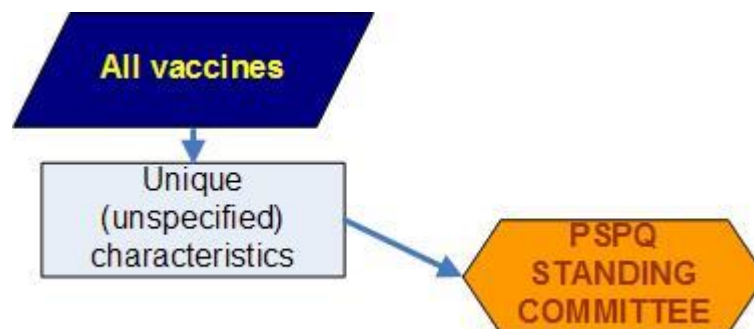 All vaccines
Unique
(unspecified)
characteristics
PSPQ
STANDING
COMMITTEE